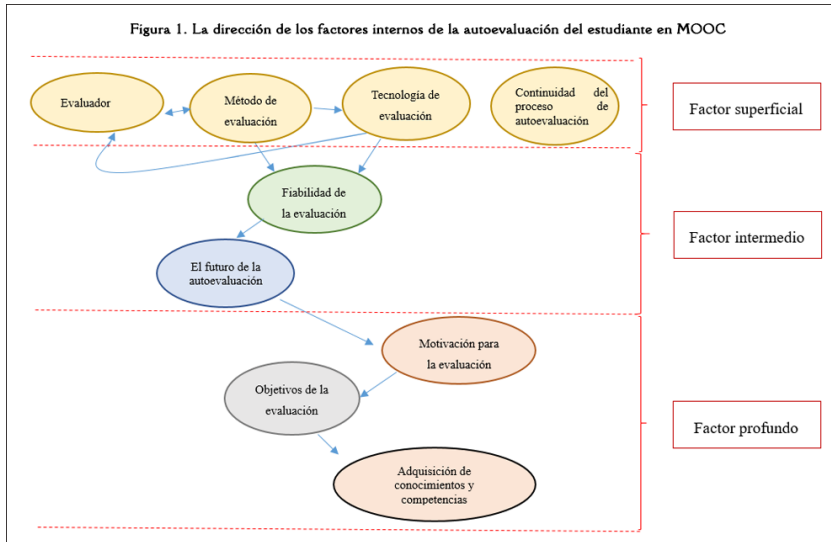 Figura 1. La dirección de los factores internos de la autoevaluación del estudiante en MOOC
Evaluador
Método de
evaluación
Tecnología de
evaluación
Continuidad del
proceso de
autoevaluación
Factor superficial
Fiabilidad de
la evaluación
El futuro de la
autoevaluación
Factor intermedio
Motivación para
la evaluación
Objetivos de la
evaluación
Adquisición de
conocimientos y
competencias
Factor profundo